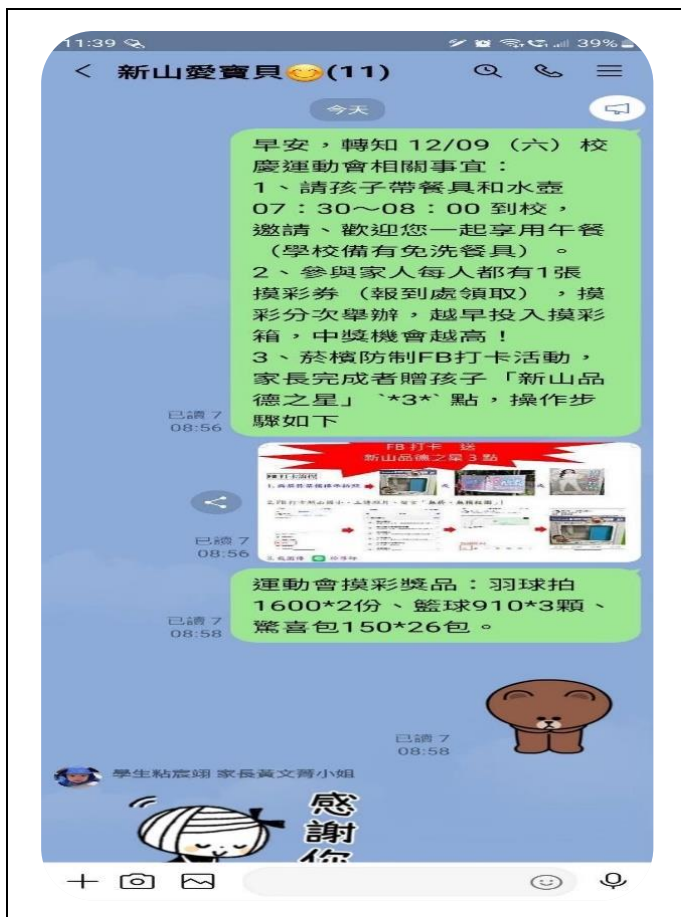 11:39
39%
新山愛寶貝😊(11)
今天
早安，轉知 12/09 （六） 校
慶運動會相關事宜：
1、請孩子帶餐具和水壺
07：30～08：00 到校，
邀請、歡迎您一起享用午餐
（學校備有免洗餐具） 。
2、參與家人每人都有1張
摸彩券 （報到處領取） ，摸
彩分次舉辦，越早投入摸彩
箱，中獎機會越高！
3、菸檳防制FB打卡活動，
家長完成者贈孩子「新山品
德之星」 `*3*` 點，操作步
驟如下
已讀 7
08:56
FB 打卡 送
新山品德之星 3 點
已讀 7
08:56
運動會摸彩獎品：羽球拍
1600*2份、籃球910*3顆、
驚喜包150*26包。
已讀 7
08:58
已讀 7
08:58
學生粘宸翊 家長黃文菁小姐
感
謝
你